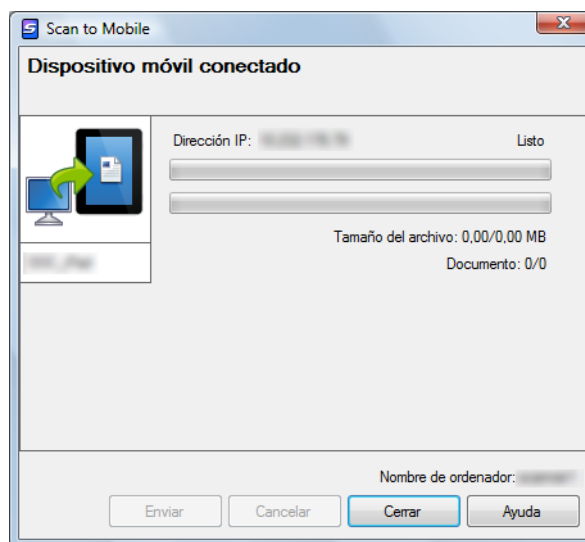 Scan to Mobile
Dispositivo móvil conectado
Dirección IP:
Listo
Tamaño del archivo: 0,00/0,00 MB
Documento: 0/0
Nombre de ordenador:
Enviar
Cancelar
Cerrar
Ayuda